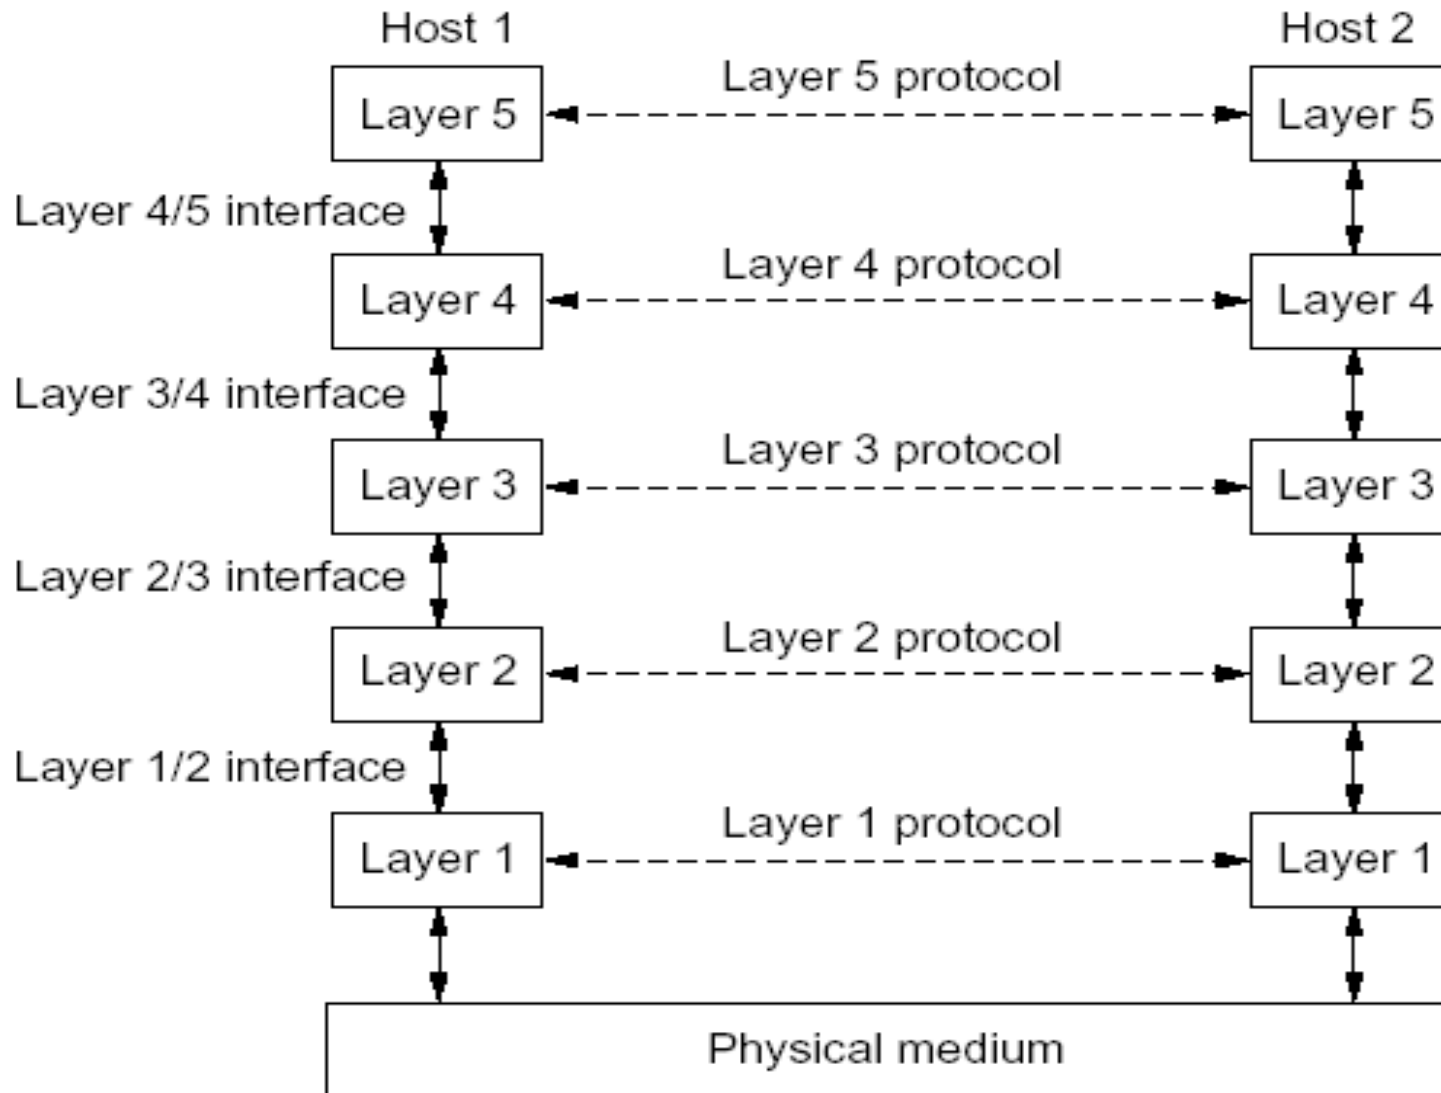 Host 1
Host 2
Layer 5 protocol
Layer 5
Layer 5
Layer 4/5 interface
Layer 4 protocol
Layer 4
Layer 4
Layer 3/4 interface
Layer 3 protocol
Layer 3
Layer 3
Layer 2/3 interface
Layer 2 protocol
Layer 2
Layer 2
Layer 1/2 interface
Layer 1 protocol
Layer 1
Layer 1
Physical medium